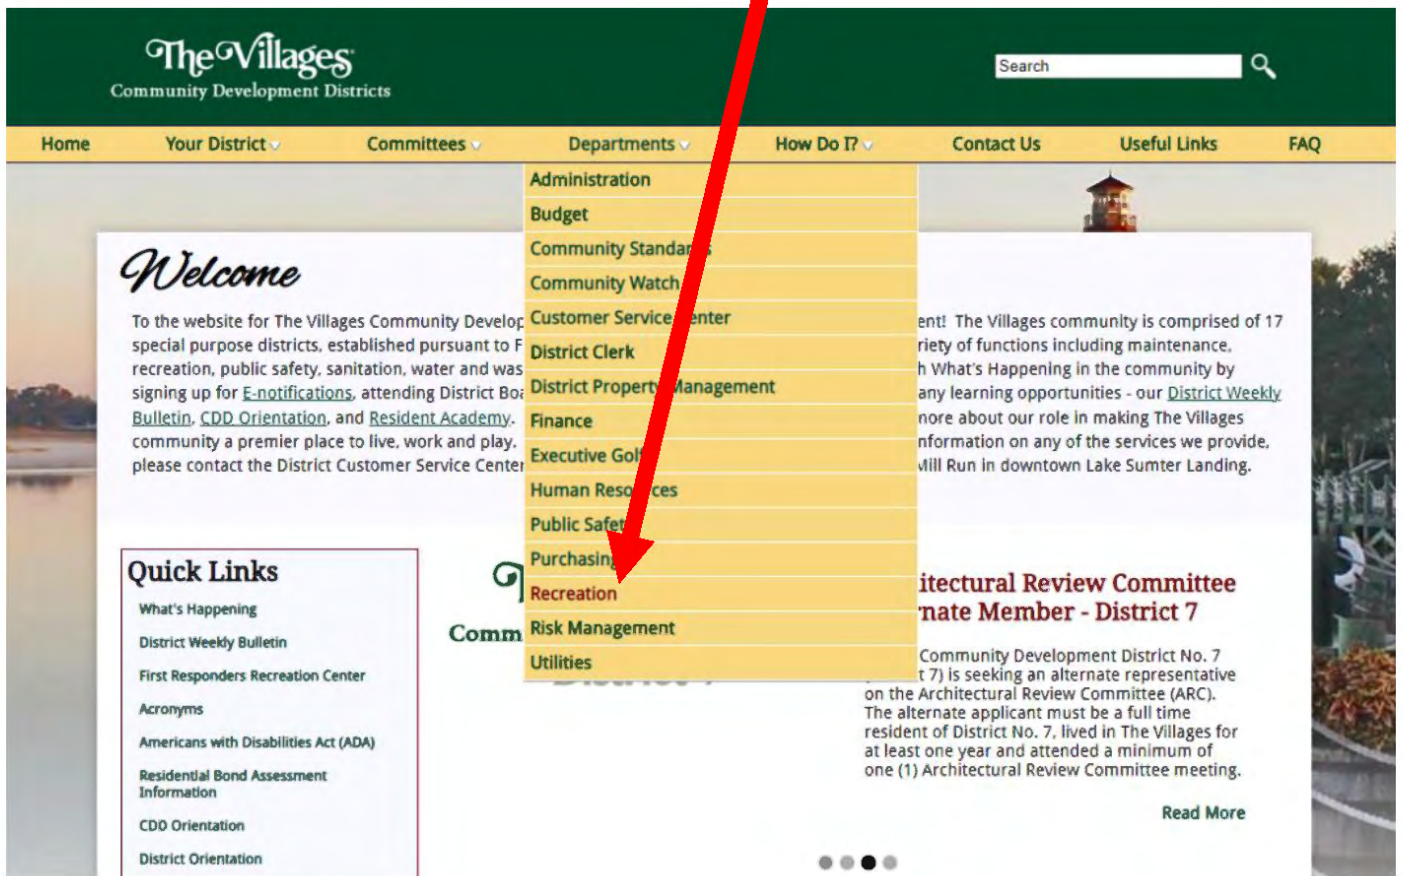 The Villages
Community Development Districts
Search
Home Your District Committees Departments How Do I? Contact Us Useful Links FAQ
Administration
Budget
Community Standards
Community Watch
Customer Service Center
District Clerk
District Property Management
Finance
Executive Golf
Human Resources
Public Safety
Purchasing
Recreation
Risk Management
Utilities
Welcome
To the website for The Villages Community Develop ent! The Villages community is comprised of 17
special purpose districts, established pursuant to F riety of functions including maintenance,
recreation, public safety, sanitation, water and was h What's Happening in the community by
signing up for E-notifications, attending District Boa any learning opportunities - our District Weekly
Bulletin, CDD Orientation, and Resident Academy. more about our role in making The Villages
community a premier place to live, work and play. nformation on any of the services we provide,
please contact the District Customer Service Center Mill Run in downtown Lake Sumter Landing.
Quick Links
What's Happening
District Weekly Bulletin
First Responders Recreation Center
Acronyms
Americans with Disabilities Act (ADA)
Residential Bond Assessment
Information
CDD Orientation
District Orientation
Comm
itectural Review Committee
nate Member - District 7
Community Development District No. 7
t 7) is seeking an alternate representative
on the Architectural Review Committee (ARC).
The alternate applicant must be a full time
resident of District No. 7, lived in The Villages for
at least one year and attended a minimum of
one (1) Architectural Review Committee meeting.
Read More